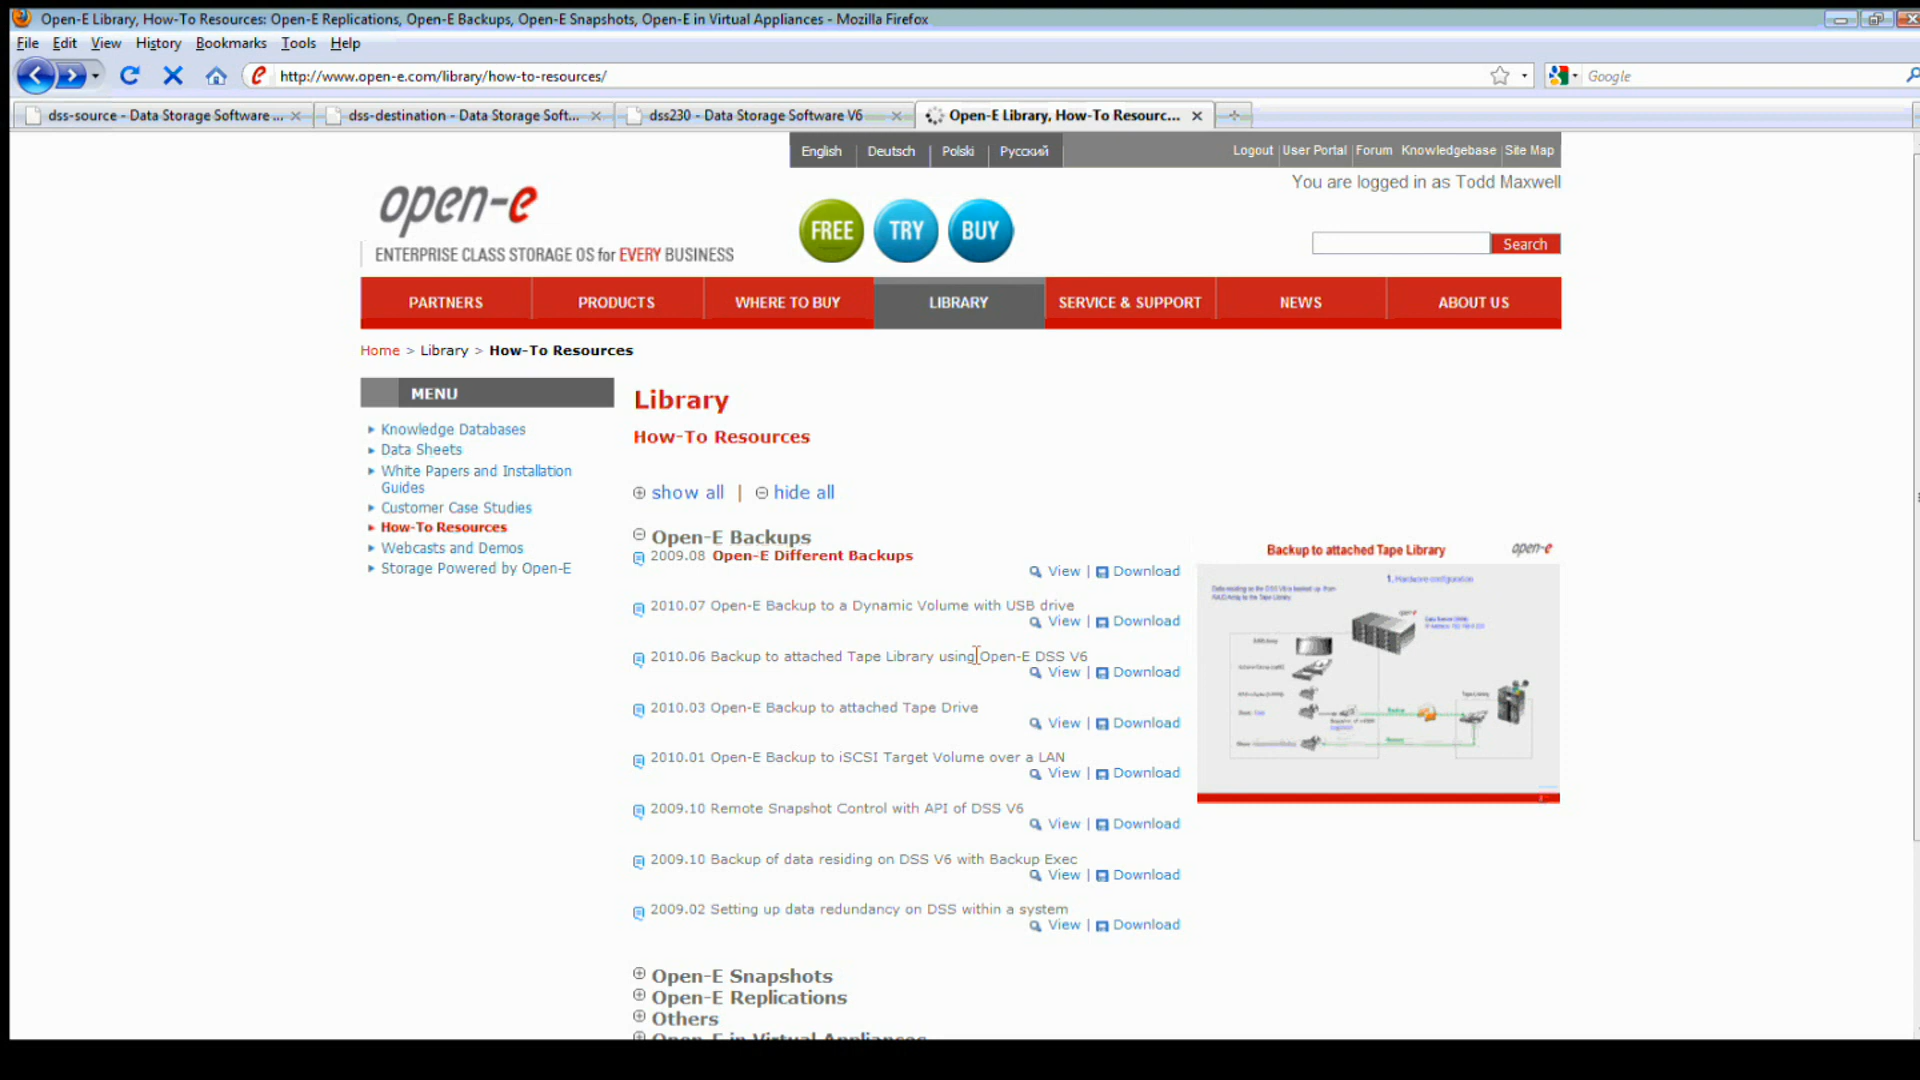 Open-E Library, How-To Resources: Open-E Replications, Open-E Backups, Open-E Snapshots, Open-E in Virtual Appliances - Mozilla Firefox
File Edit View History Bookmarks Tools Help
http://www.open-e.com/library/how-to-resources/
Google
dss-source - Data Storage Software ...
dss-destination - Data Storage Soft...
dss230 - Data Storage Software V6
Open-E Library, How-To Resourc...
English Deutsch Polski Русский
Logout User Portal Forum Knowledgebase Site Map
You are logged in as Todd Maxwell
open-e
ENTERPRISE CLASS STORAGE OS for EVERY BUSINESS
FREE TRY BUY
Search
PARTNERS PRODUCTS WHERE TO BUY LIBRARY SERVICE & SUPPORT NEWS ABOUT US
Home > Library > How-To Resources
MENU
Knowledge Databases
Data Sheets
White Papers and Installation
Guides
Customer Case Studies
How-To Resources
Webcasts and Demos
Storage Powered by Open-E
Library
How-To Resources
show all | hide all
Open-E Backups
2009.08 Open-E Different Backups
View | Download
2010.07 Open-E Backup to a Dynamic Volume with USB drive
View | Download
2010.06 Backup to attached Tape Library using Open-E DSS V6
View | Download
2010.03 Open-E Backup to attached Tape Drive
View | Download
2010.01 Open-E Backup to iSCSI Target Volume over a LAN
View | Download
2009.10 Remote Snapshot Control with API of DSS V6
View | Download
2009.10 Backup of data residing on DSS V6 with Backup Exec
View | Download
2009.02 Setting up data redundancy on DSS within a system
View | Download
Open-E Snapshots
Open-E Replications
Others
Open-E in Virtual Appliances
Backup to attached Tape Library
open-e
1. Hardware configuration